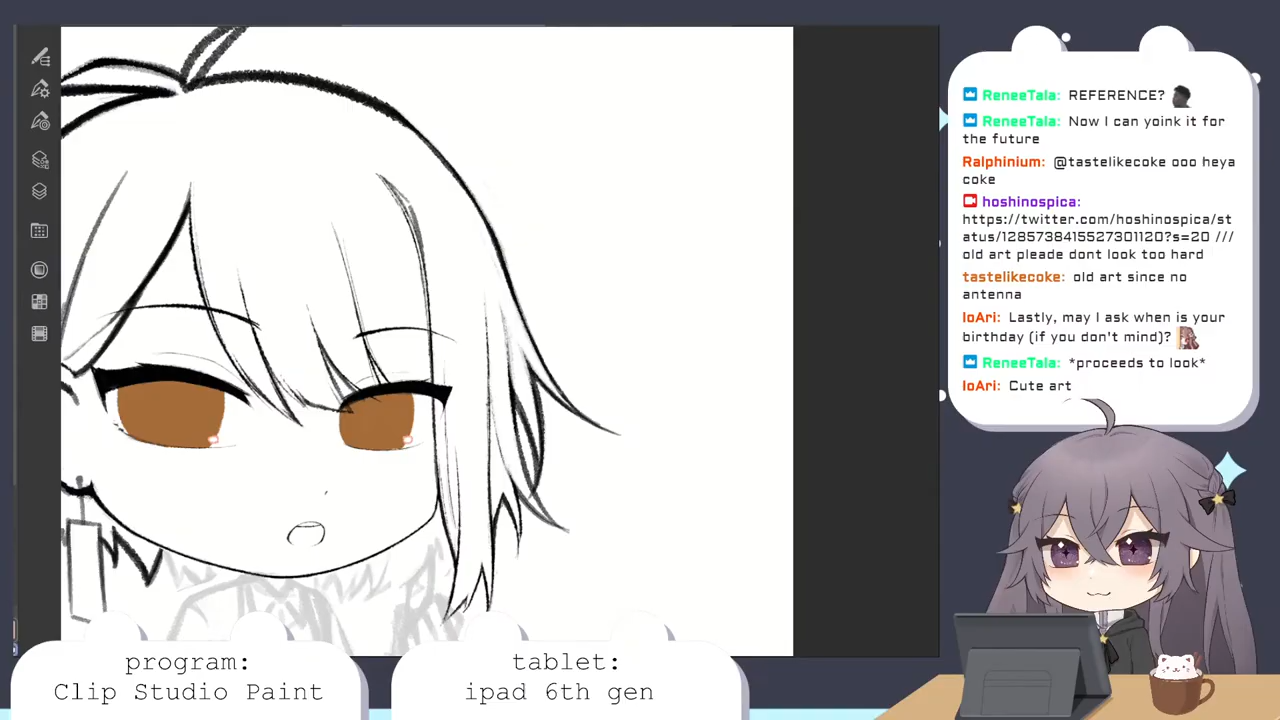 ReneeTala: REFERENCE?
ReneeTala: Now I can yoink it for
the future
Ralphinium: @tastelikecoke ooo heya
coke
hoshinospica:
https://twitter.com/hoshinospica/st
atus/1285738415527301120?s=20 ///
old art pleade dont look too hard
tastelikecoke: old art since no
antenna
IoAri: Lastly, may I ask when is your
birthday (if you don't mind)?
ReneeTala: *proceeds to look*
IoAri: Cute art
program:
Clip Studio Paint
tablet:
ipad 6th gen